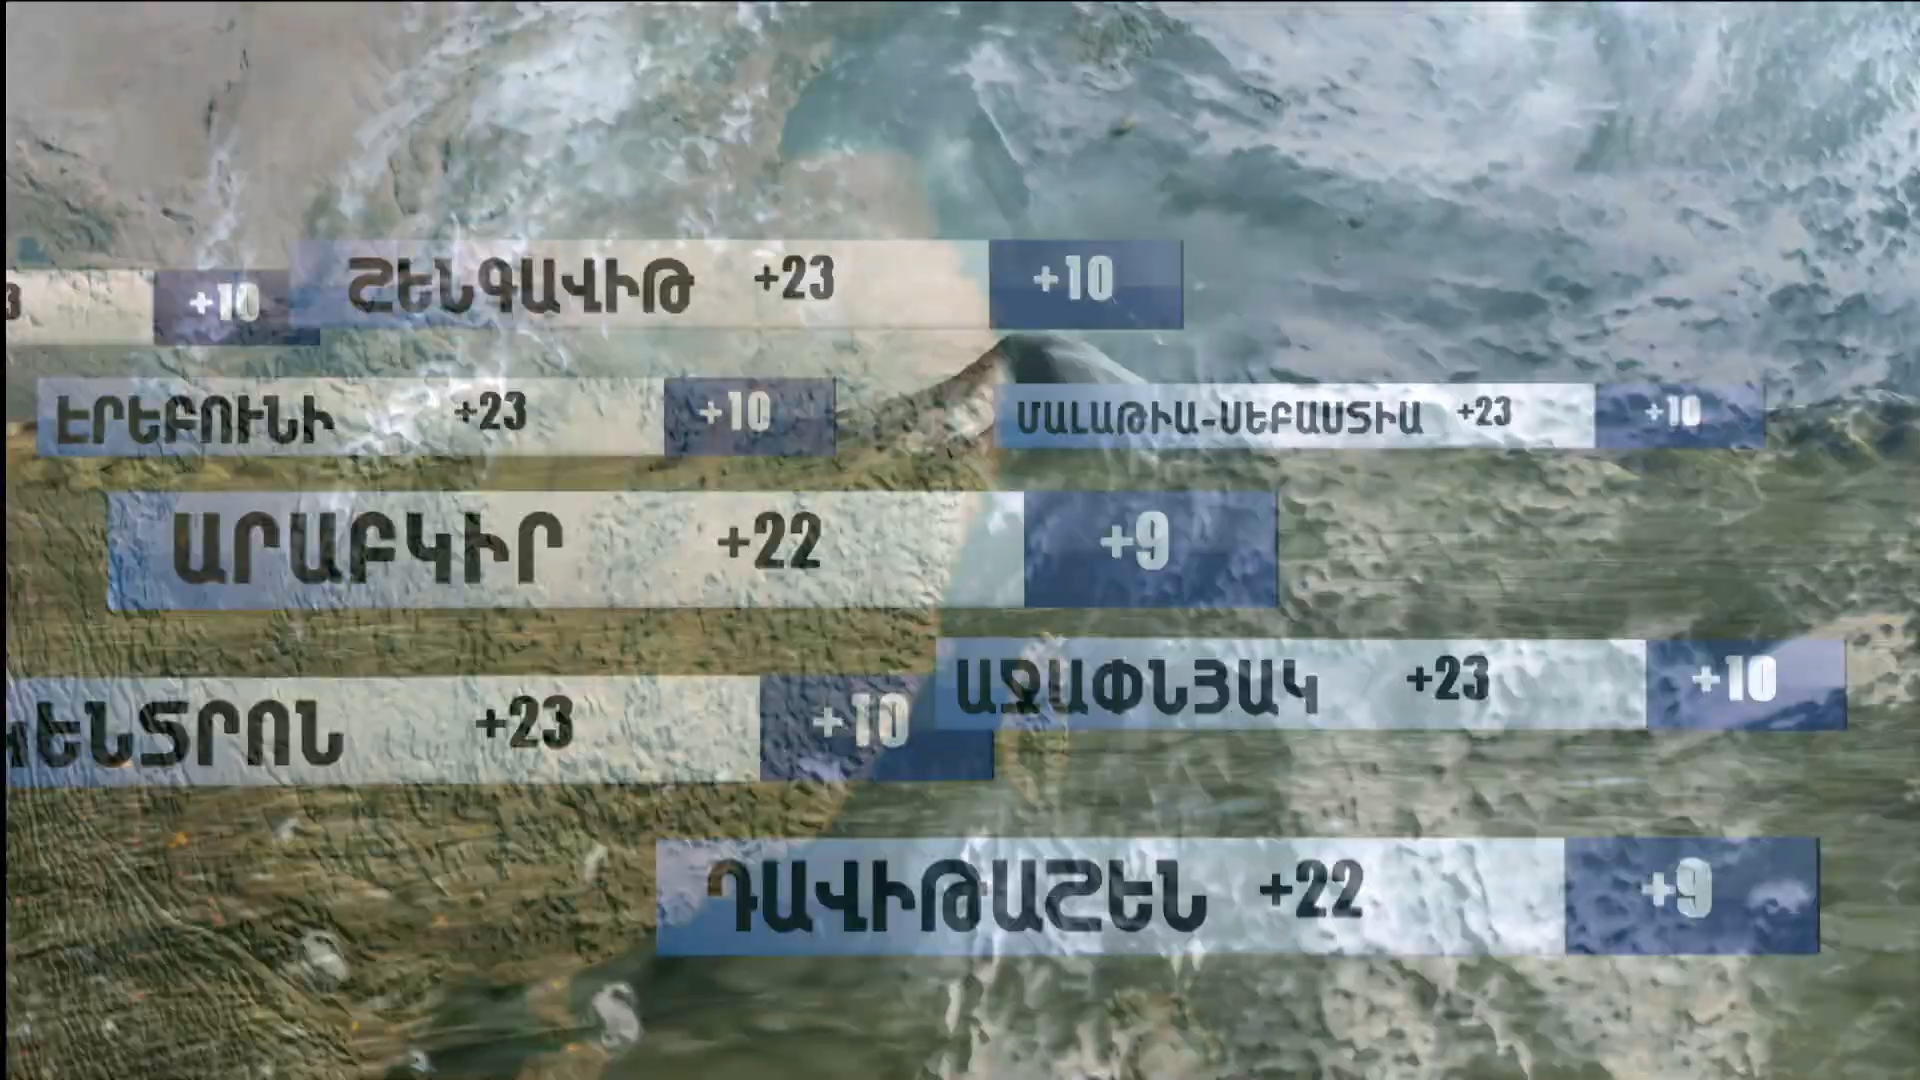 ՇԵՆԳԱՎԻԹ +23 +10
+10
ԷՐԵԲՈՒՆԻ +23 +10
ՄԱԼԱԹԻԱ-ՍԵԲԱՍՏԻԱ +23 +10
ԱՐԱԲԿԻՐ +22 +9
ԱՋԱՓՆՅԱԿ +23 +10
ԿԵՆՏՐՈՆ +23 +10
ԴԱՎԻԹԱՇԵՆ +22 +9